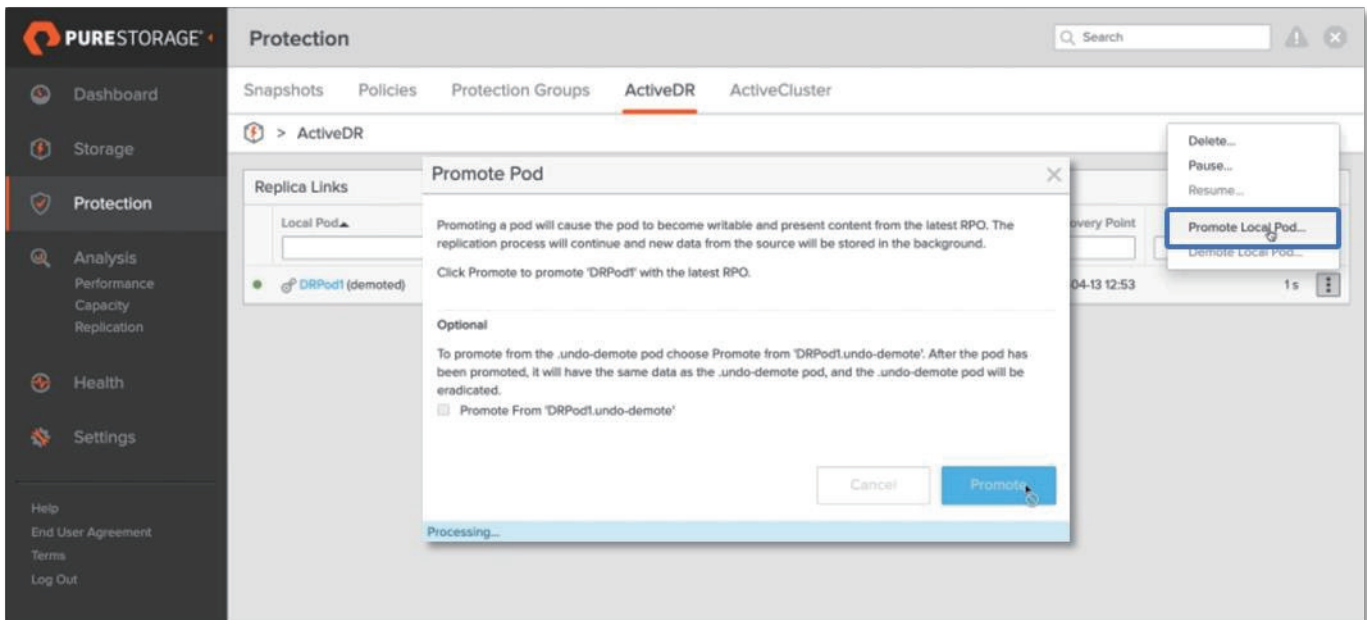 PURESTORAGE®
Protection
Search
Dashboard
Storage
Protection
Analysis
Performance
Capacity
Replication
Health
Settings
Help
End User Agreement
Terms
Log Out
Snapshots Policies Protection Groups ActiveDR ActiveCluster
> ActiveDR
Replica Links
Local Pod
DRPod1 (demoted)
Promote Pod
Promoting a pod will cause the pod to become writable and present content from the latest RPO. The
replication process will continue and new data from the source will be stored in the background.
Click Promote to promote 'DRPod1' with the latest RPO.
Optional
To promote from the .undo-demote pod choose Promote from 'DRPod1.undo-demote'. After the pod has
been promoted, it will have the same data as the .undo-demote pod, and the .undo-demote pod will be
eradicated.
Promote From 'DRPod1.undo-demote'
Cancel Promote
Processing...
Delete...
Pause...
Resume...
Promote Local Pod...
Demote Local Pod...
overy Point
04-13 12:53 1 s